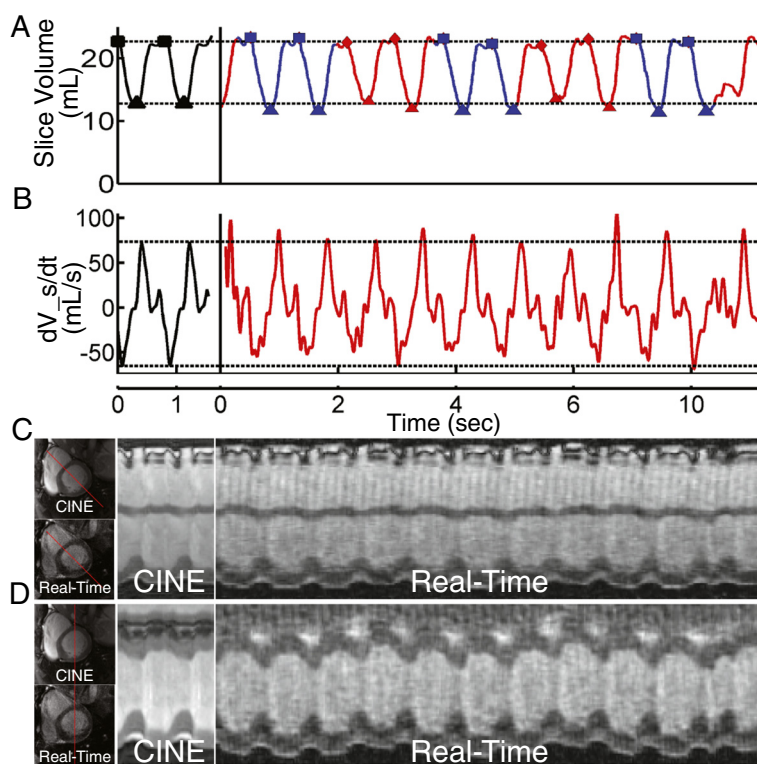 A
Slice Volume
(mL)
20
10
0
B
dV_s/dt
(mL/s)
100
50
0
-50
0 1 0 2 4 6 8 10
Time (sec)
C
CINE
Real-Time
CINE
Real-Time
D
CINE
Real-Time
CINE
Real-Time